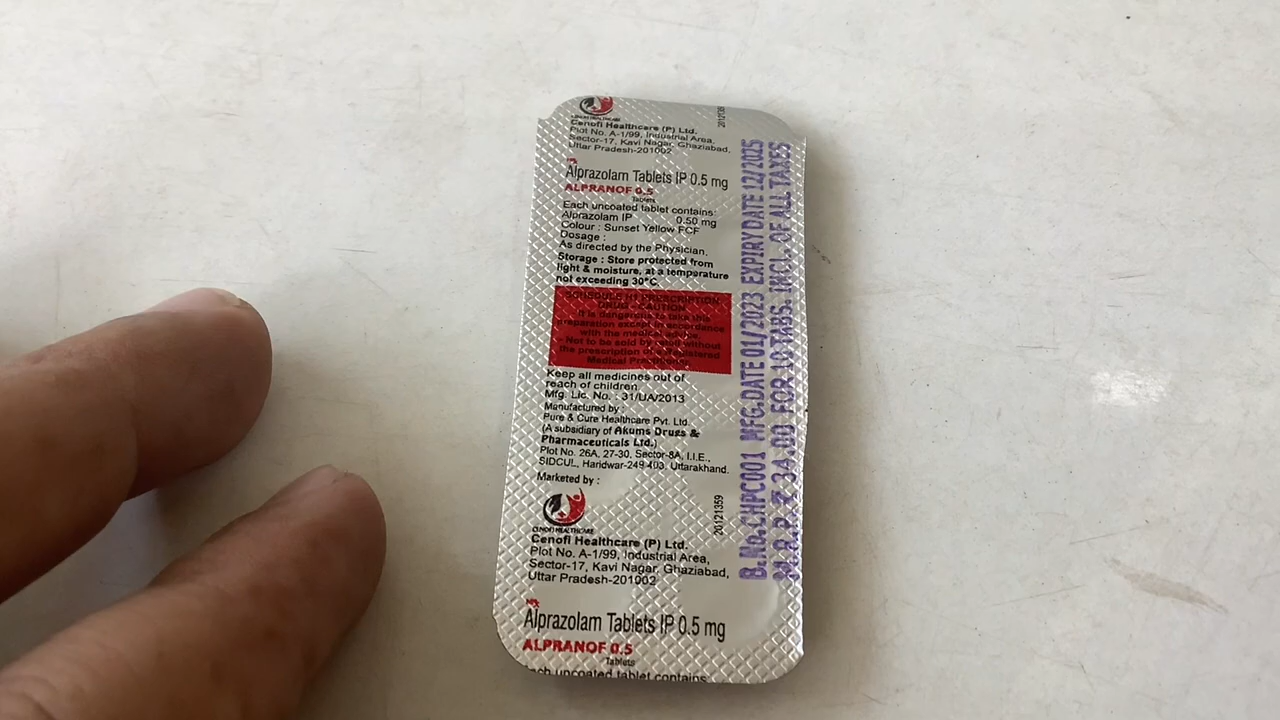 CENOFI HEALTHCARE
Cenofi Healthcare (P) Ltd.
Plot No. A-1/99, Industrial Area,
Sector-17, Kavi Nagar, Ghaziabad,
Uttar Pradesh-201002
Alprazolam Tablets IP 0.5 mg
ALPRANOF 0.5
Tablets
Each uncoated tablet contains:
Alprazolam IP 0.50 mg
Colour : Sunset Yellow FCF
Dosage :
As directed by the Physician.
Storage : Store protected from
light & moisture, at a temperature
not exceeding 30°C.
SCHEDULE H1 PRESCRIPTION
DRUG - CAUTION
It is dangerous to take this
preparation except in accordance
with the medical advice.
- Not to be sold by retail without
the prescription of a Registered
Medical Practitioner.
Keep all medicines out of
reach of children
Mfg. Lic. No. : 31/UA/2013
Manufactured by :
Pure & Cure Healthcare Pvt. Ltd.
(A subsidiary of Akums Drugs &
Pharmaceuticals Ltd.)
Plot No. 26A, 27-30, Sector-8A, I.I.E.,
SIDCUL, Haridwar-249 403, Uttarakhand.
Marketed by :
CENOFI HEALTHCARE
Cenofi Healthcare (P) Ltd.
Plot No. A-1/99, Industrial Area,
Sector-17, Kavi Nagar, Ghaziabad,
Uttar Pradesh-201002
Alprazolam Tablets IP 0.5 mg
ALPRANOF 0.5
Tablets
Each uncoated tablet contains:
20121359
B.No.CHPC001 MFG.DATE 01/2023 EXPIRY DATE 12/2025
M.R.P. ₹ 34.00 FOR 10 TABS. INCL. OF ALL TAXES